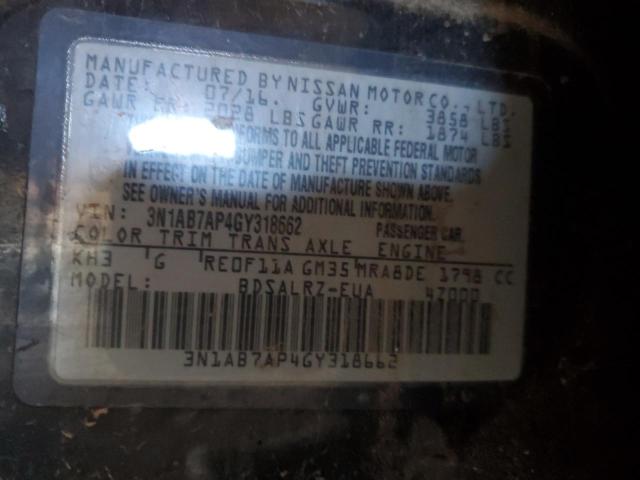 MANUFACTURED BY NISSAN MOTOR CO., LTD.
DATE: 07/16. GVWR: 3858 LBS
GAWR FR: 2028 LBS GAWR RR: 1874 LBS
CONFORMS TO ALL APPLICABLE FEDERAL MOTOR
BUMPER AND THEFT PREVENTION STANDARDS
IN EFFECT ON THE DATE OF MANUFACTURE SHOWN ABOVE.
SEE OWNER'S MANUAL FOR ADDITIONAL INFORMATION.
VIN: 3N1AB7AP4GY318662 PASSENGER CAR
COLOR TRIM TRANS AXLE ENGINE
KH3 G RE0F11A GM35 MRA8DE 1798 CC
MODEL: BDSALRZ-EUA 47000
3N1AB7AP4GY318662